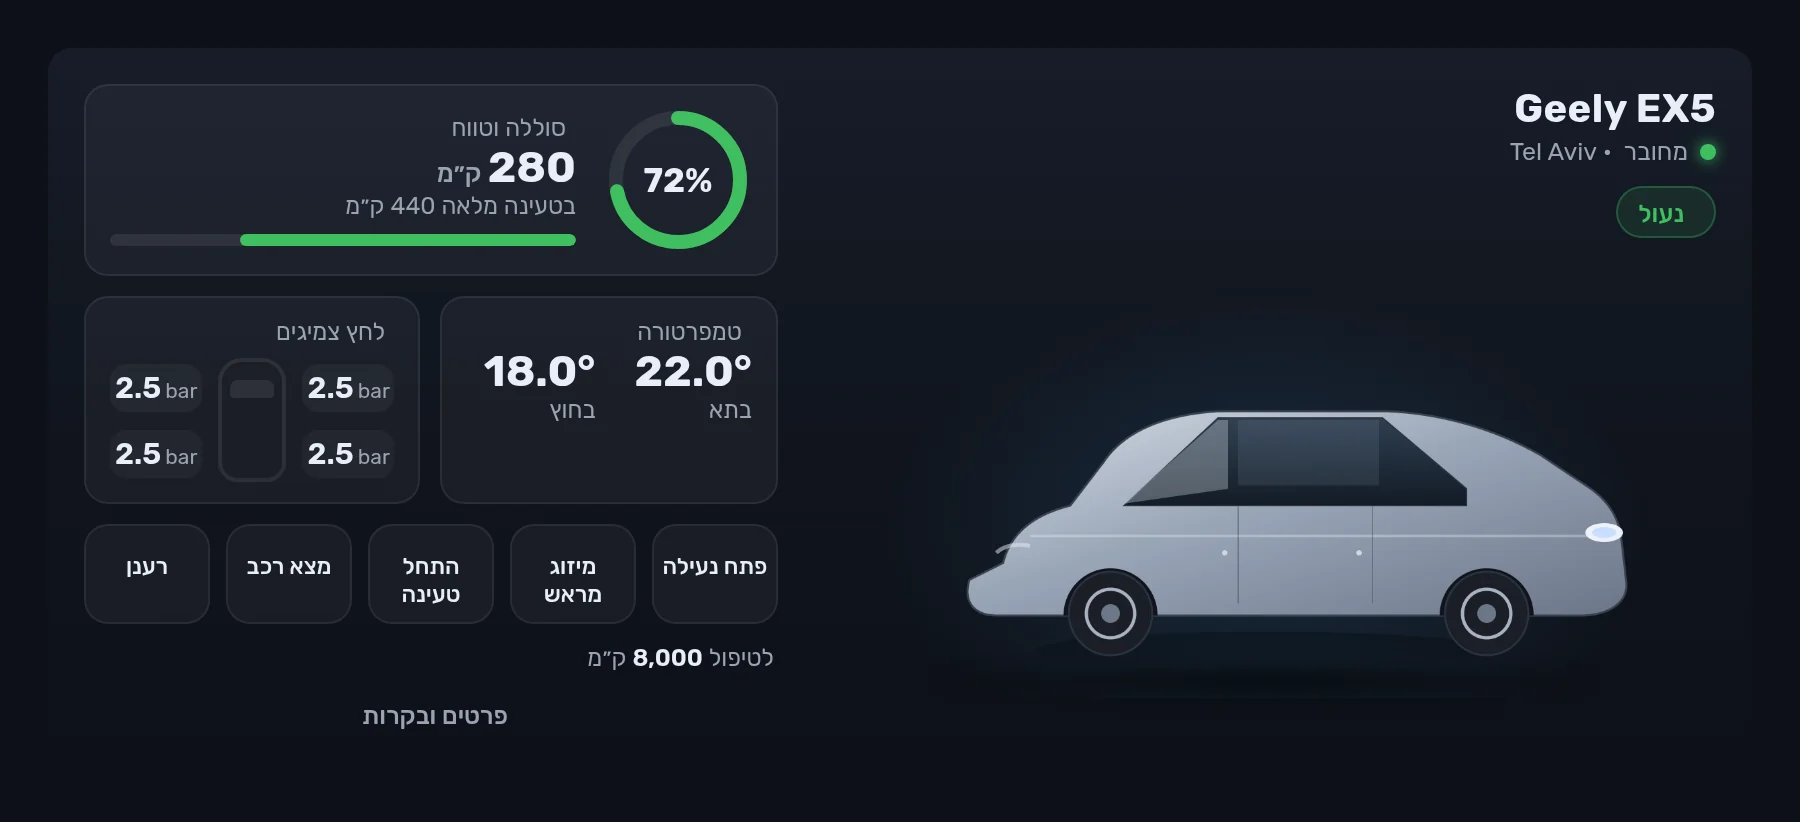 Geely EX5
מחובר • Tel Aviv
נעול
סוללה וטווח
72%
280 ק״מ
בטעינה מלאה 440 ק״מ
טמפרטורה
22.0° 18.0°
בתא בחוץ
לחץ צמיגים
2.5 bar 2.5 bar
2.5 bar 2.5 bar
פתח נעילה
מיזוג
מראש
התחל
טעינה
מצא רכב
רענן
לטיפול 8,000 ק״מ
פרטים ובקרות